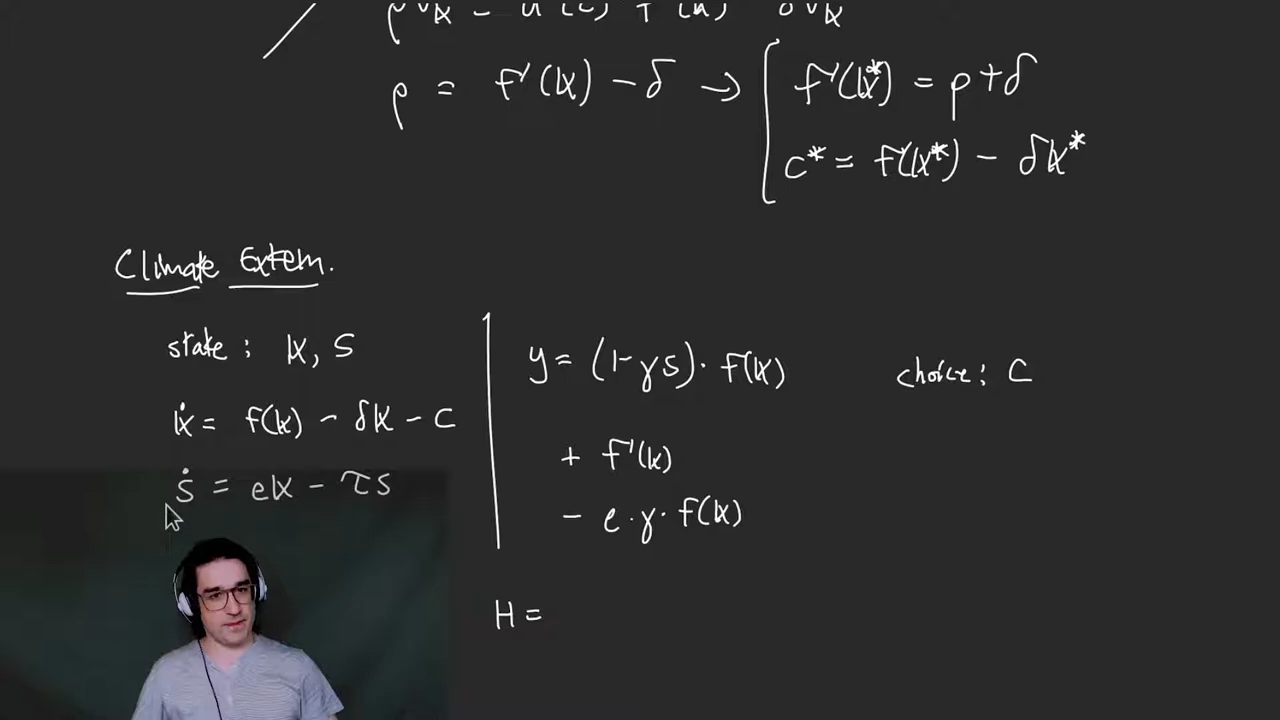 ρ = f'(k) − δ → f'(k*) = ρ+δ
c* = f(k*) − δk*
Climate Extern.
state: k, S
k̇ = f(k) − δk − c
ṡ = ek − τs
y = (1−γs)· f(k)
+ f'(k)
− e·γ·f(k)
choice: c
H =